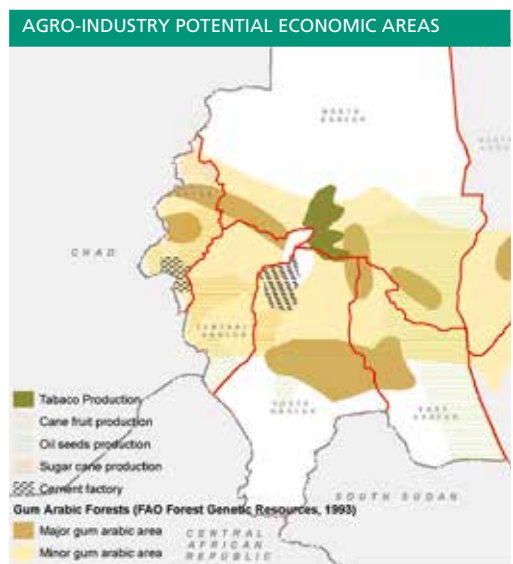 AGRO-INDUSTRY POTENTIAL ECONOMIC AREAS
NORTH
DARFUR
CHAD
CENTRAL
DARFUR
SOUTH
DARFUR
EAST
DARFUR
Tabaco Production
Cane fruit production
Oil seeds production
Sugar cane production
Cement factory
SOUTH SUDAN
Gum Arabic Forests (FAO Forest Genetic Resources, 1993)
Major gum arabic area
Minor gum arabic area
CENTRAL
AFRICAN
REPUBLIC